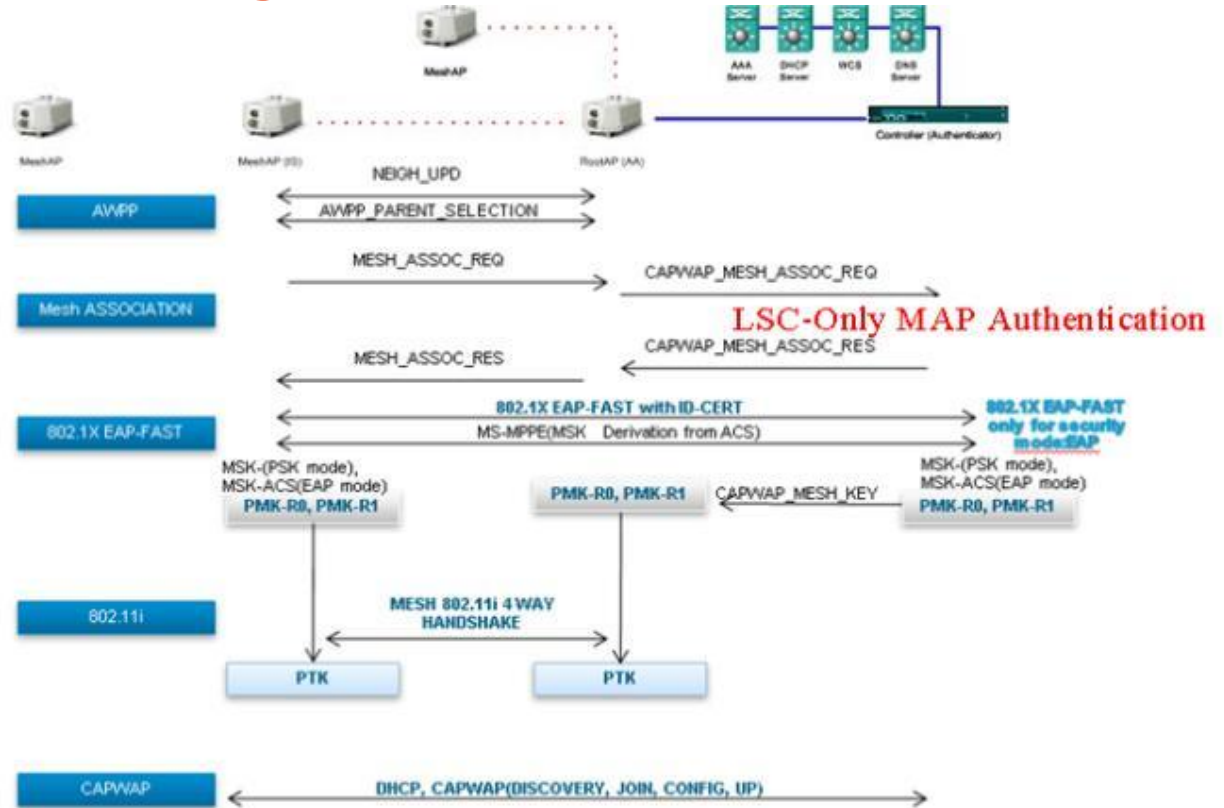 MeshAP
AAA
Server
DHCP
Server
WCS
DNS
Server
MeshAP
MeshAP (IS)
RootAP (AA)
Controller (Authenticator)
NEIGH_UPD
AWPP
AWPP_PARENT_SELECTION
MESH_ASSOC_REQ
CAPWAP_MESH_ASSOC_REQ
Mesh ASSOCIATION
LSC-Only MAP Authentication
CAPWAP_MESH_ASSOC_RES
MESH_ASSOC_RES
802.1X EAP-FAST
802.1X EAP-FAST with ID-CERT
MS-MPPE(MSK Derivation from ACS)
802.1X EAP-FAST
only for security
mode:EAP
MSK-(PSK mode),
MSK-ACS(EAP mode)
PMK-R0, PMK-R1
PMK-R0, PMK-R1
CAPWAP_MESH_KEY
MSK-(PSK mode),
MSK-ACS(EAP mode)
PMK-R0, PMK-R1
802.11i
MESH 802.11i 4 WAY
HANDSHAKE
PTK
PTK
CAPWAP
DHCP, CAPWAP(DISCOVERY, JOIN, CONFIG, UP)